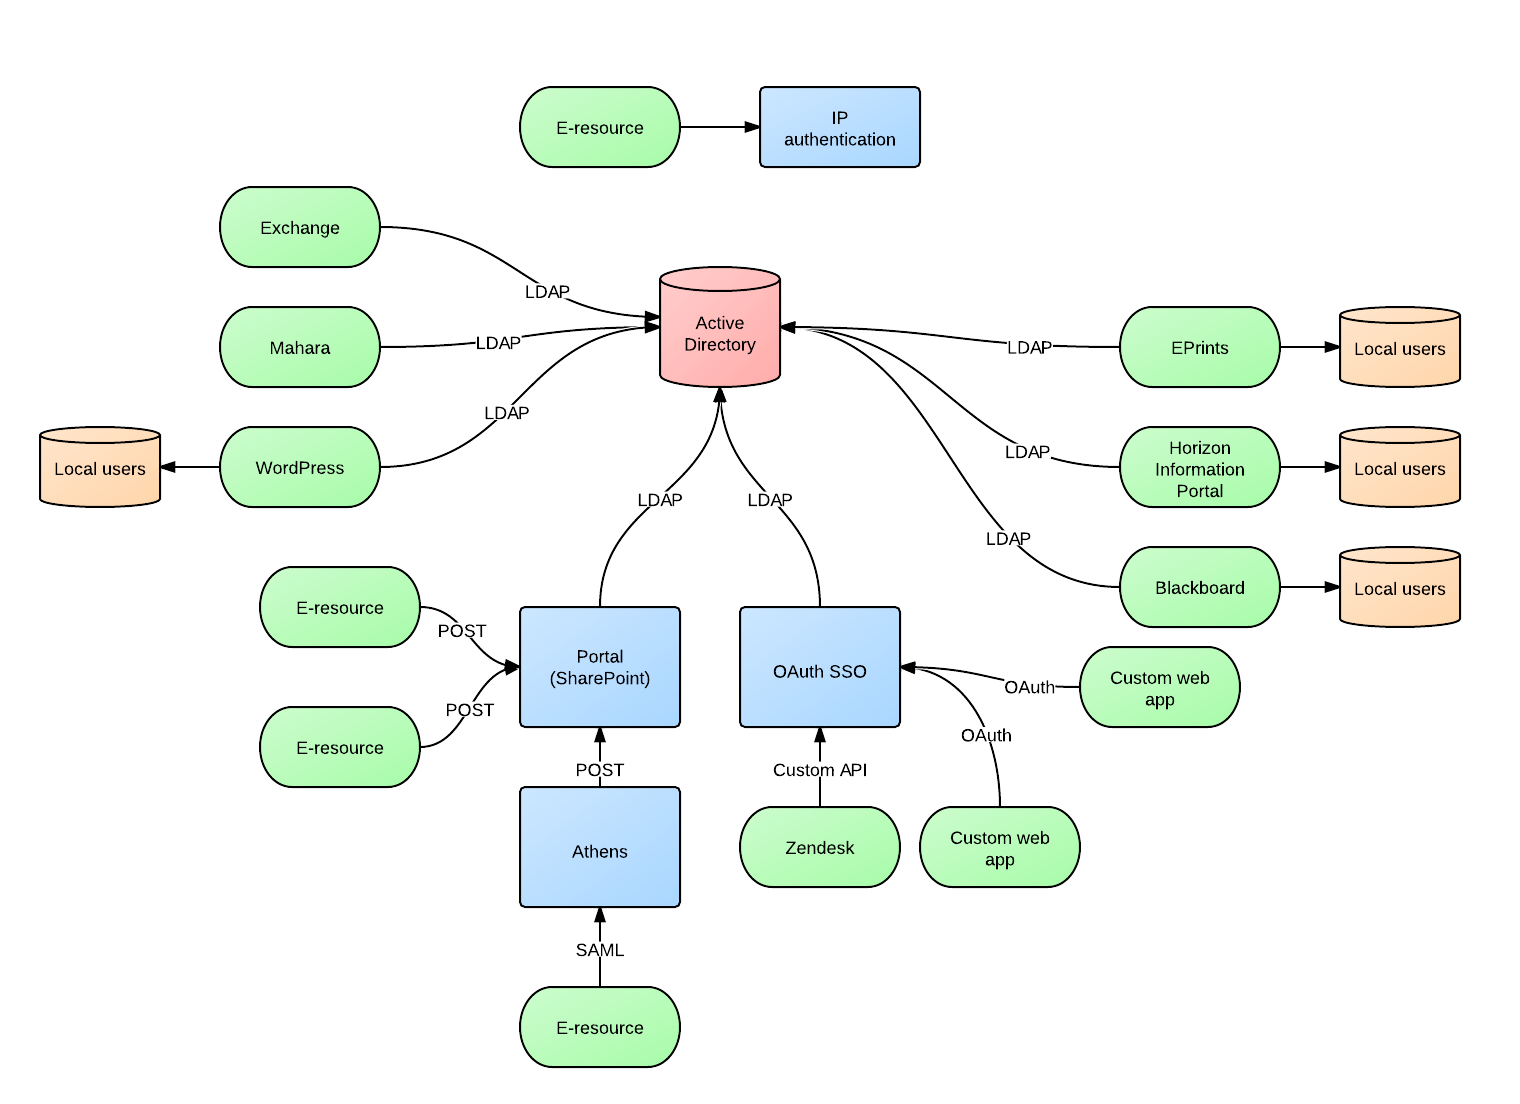 E-resource
IP
authentication
Exchange
LDAP
Mahara
LDAP
Active
Directory
LDAP
EPrints
Local users
Local users
WordPress
LDAP
LDAP
Horizon
Information
Portal
Local users
LDAP
LDAP
LDAP
Blackboard
Local users
E-resource
POST
Portal
(SharePoint)
OAuth SSO
OAuth
Custom web
app
E-resource
POST
OAuth
POST
Custom API
Athens
Zendesk
Custom web
app
SAML
E-resource